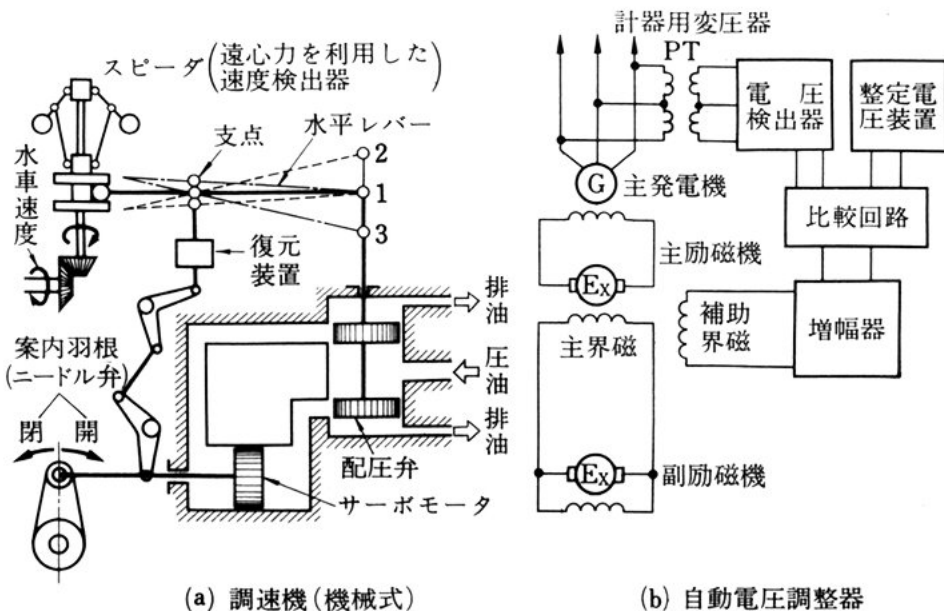 スピーダ(遠心力を利用した
速度検出器
水車速度
支点
水平レバー
2
1
3
復元
装置
案内羽根
(ニードル弁)
閉 開
排油
圧油
排油
配圧弁
サーボモータ
(a) 調速機(機械式)
計器用変圧器
PT
電圧
検出器
整定電
圧装置
G 主発電機
比較回路
主励磁機
EX
主界磁
補助
界磁
増幅器
EX 副励磁機
(b) 自動電圧調整器